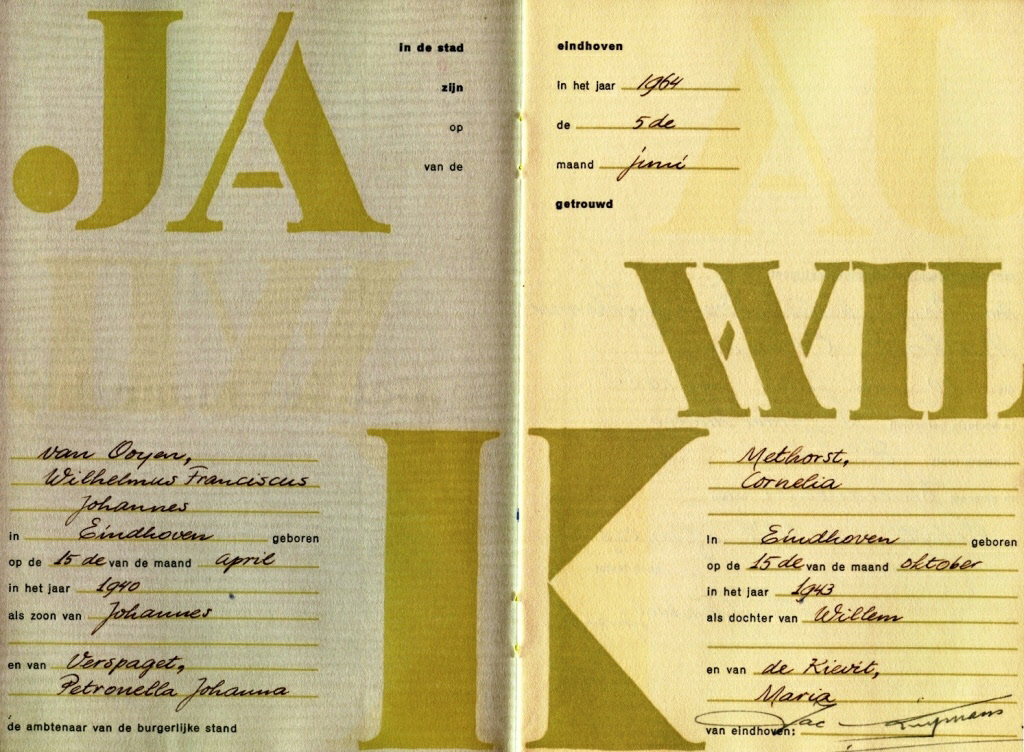 JA
in de stad
zijn
op
van de
eindhoven
in het jaar 1964
de 5de
maand juni
getrouwd
WIL
IK
van Ooyen,
Wilhelmus Franciscus
Johannes
in Eindhoven geboren
op de 15 de van de maand april
in het jaar 1940
als zoon van Johannes
en van Verspaget,
Petronella Johanna
de ambtenaar van de burgerlijke stand
Methorst,
Cornelia
in Eindhoven geboren
op de 15de van de maand oktober
in het jaar 1943
als dochter van Willem
en van de Kievit,
Maria
van eindhoven: Jac